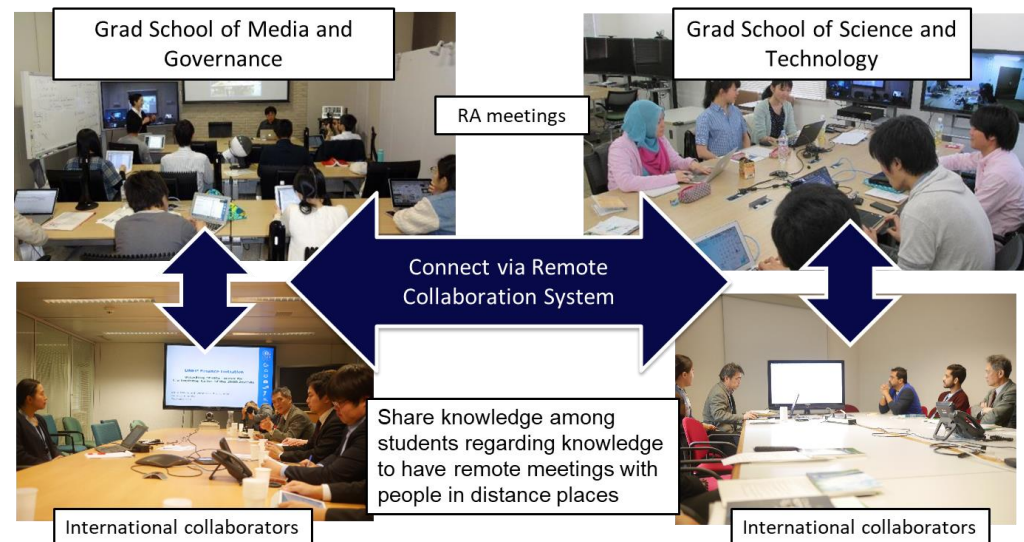 Grad School of Media and
Governance
Grad School of Science and
Technology
RA meetings
Connect via Remote
Collaboration System
Share knowledge among
students regarding knowledge
to have remote meetings with
people in distance places
International collaborators
International collaborators